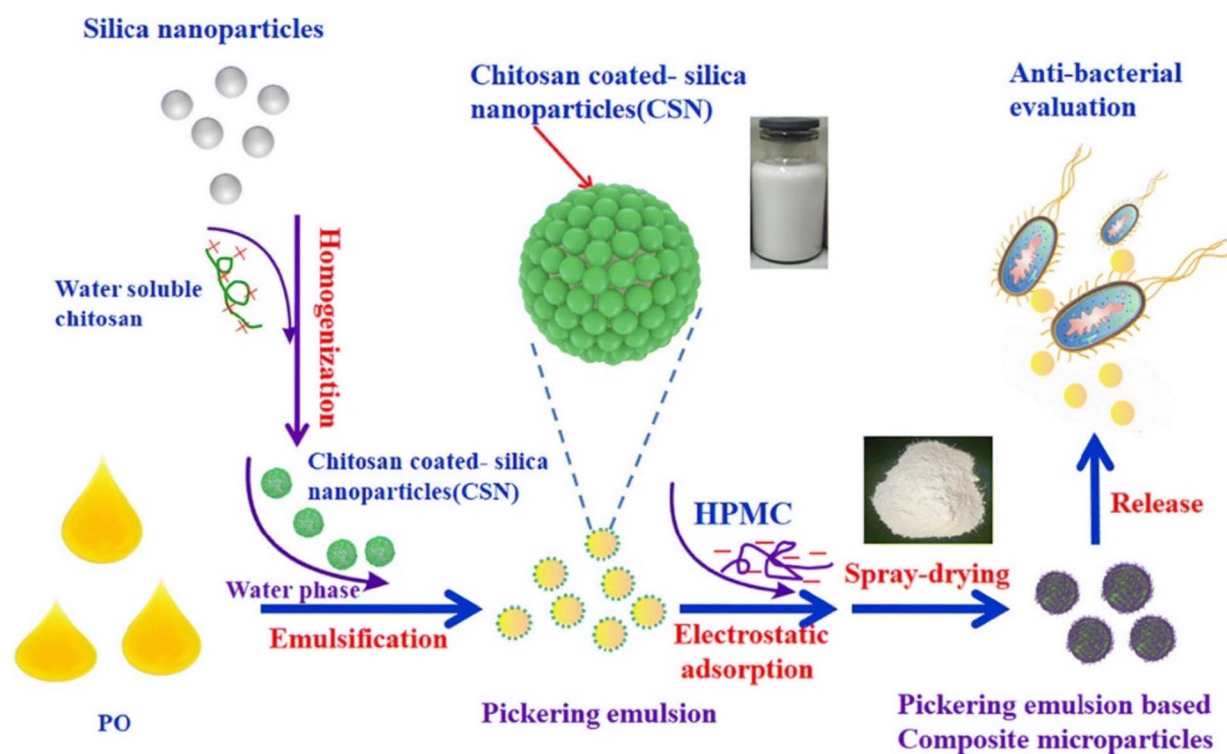 Silica nanoparticles
Water soluble
chitosan
Homogenization
Chitosan coated- silica
nanoparticles(CSN)
PO
Water phase
Emulsification
Chitosan coated- silica
nanoparticles(CSN)
Pickering emulsion
HPMC
Electrostatic
adsorption
Spray-drying
Anti-bacterial
evaluation
Release
Pickering emulsion based
Composite microparticles